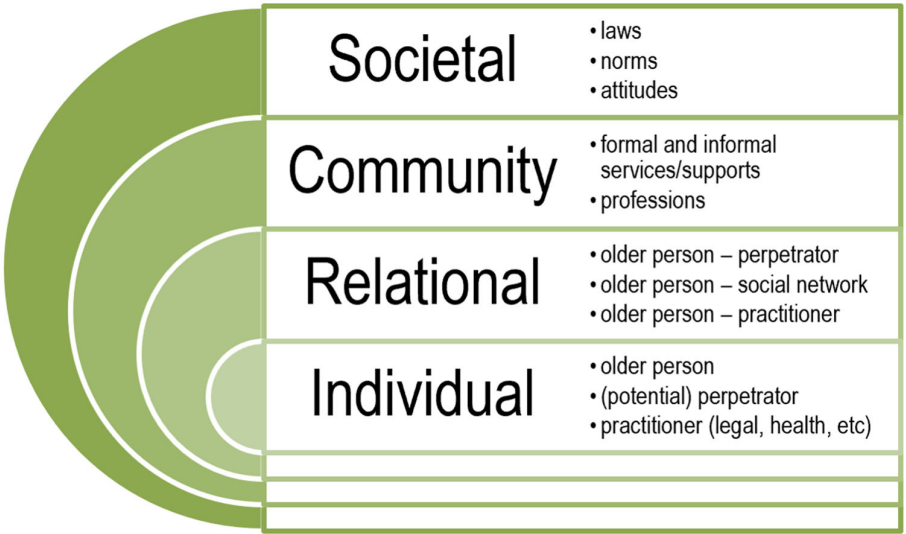 Societal
• laws
• norms
• attitudes
Community
• formal and informal
services/supports
• professions
Relational
• older person – perpetrator
• older person – social network
• older person – practitioner
Individual
• older person
• (potential) perpetrator
• practitioner (legal, health, etc)